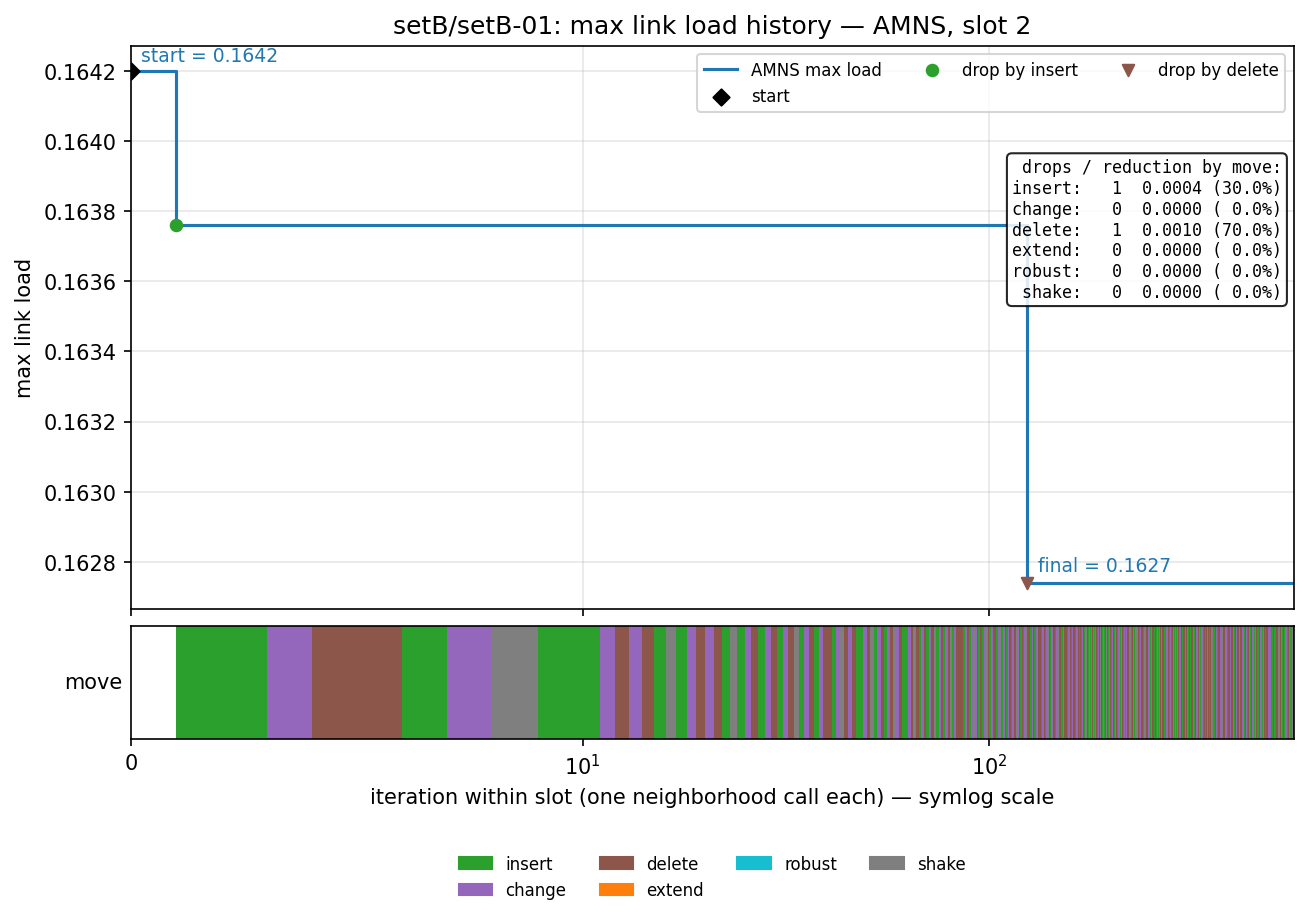 setB/setB-01: max link load history — AMNS, slot 2
start = 0.1642
AMNS max load
drop by insert
drop by delete
start
drops / reduction by move:
insert: 1 0.0004 (30.0%)
change: 0 0.0000 ( 0.0%)
delete: 1 0.0010 (70.0%)
extend: 0 0.0000 ( 0.0%)
robust: 0 0.0000 ( 0.0%)
shake: 0 0.0000 ( 0.0%)
max link load
0.1642
0.1640
0.1638
0.1636
0.1634
0.1632
0.1630
0.1628
final = 0.1627
move
0
10¹
10²
iteration within slot (one neighborhood call each) — symlog scale
insert
delete
robust
shake
change
extend